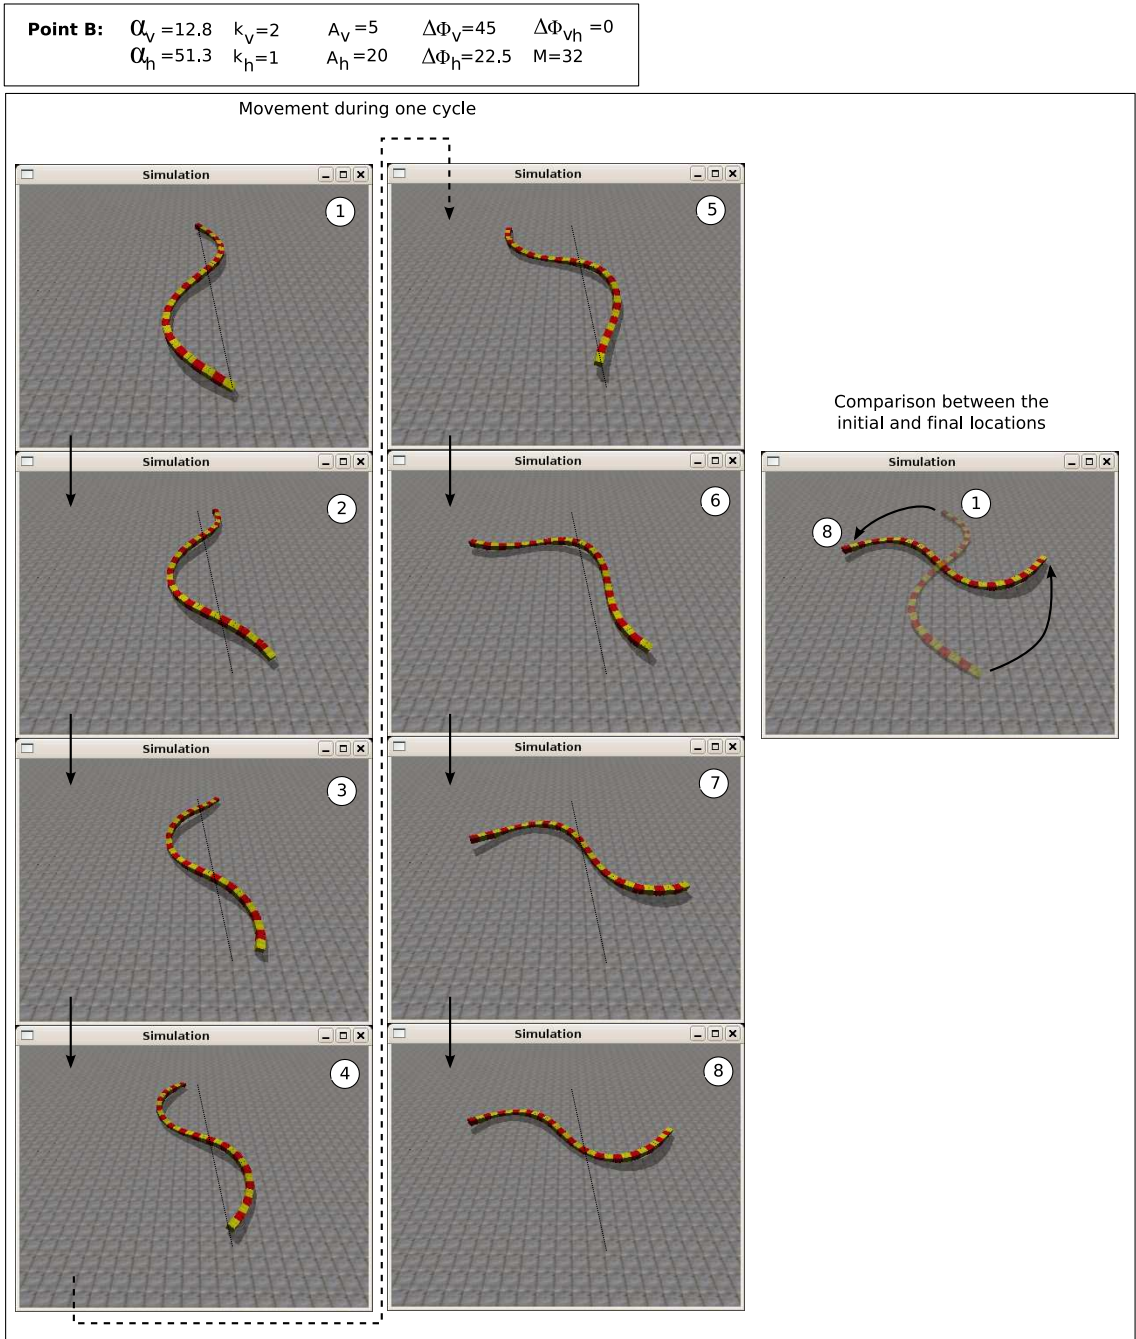 Point B: αv =12.8 kv=2 Av =5 ΔΦv=45 ΔΦvh =0
αh=51.3 kh=1 Ah=20 ΔΦh=22.5 M=32
Movement during one cycle
Simulation
1
Simulation
2
Simulation
3
Simulation
4
Simulation
5
Simulation
6
Simulation
7
Simulation
8
Comparison between the
initial and final locations
Simulation
1
8